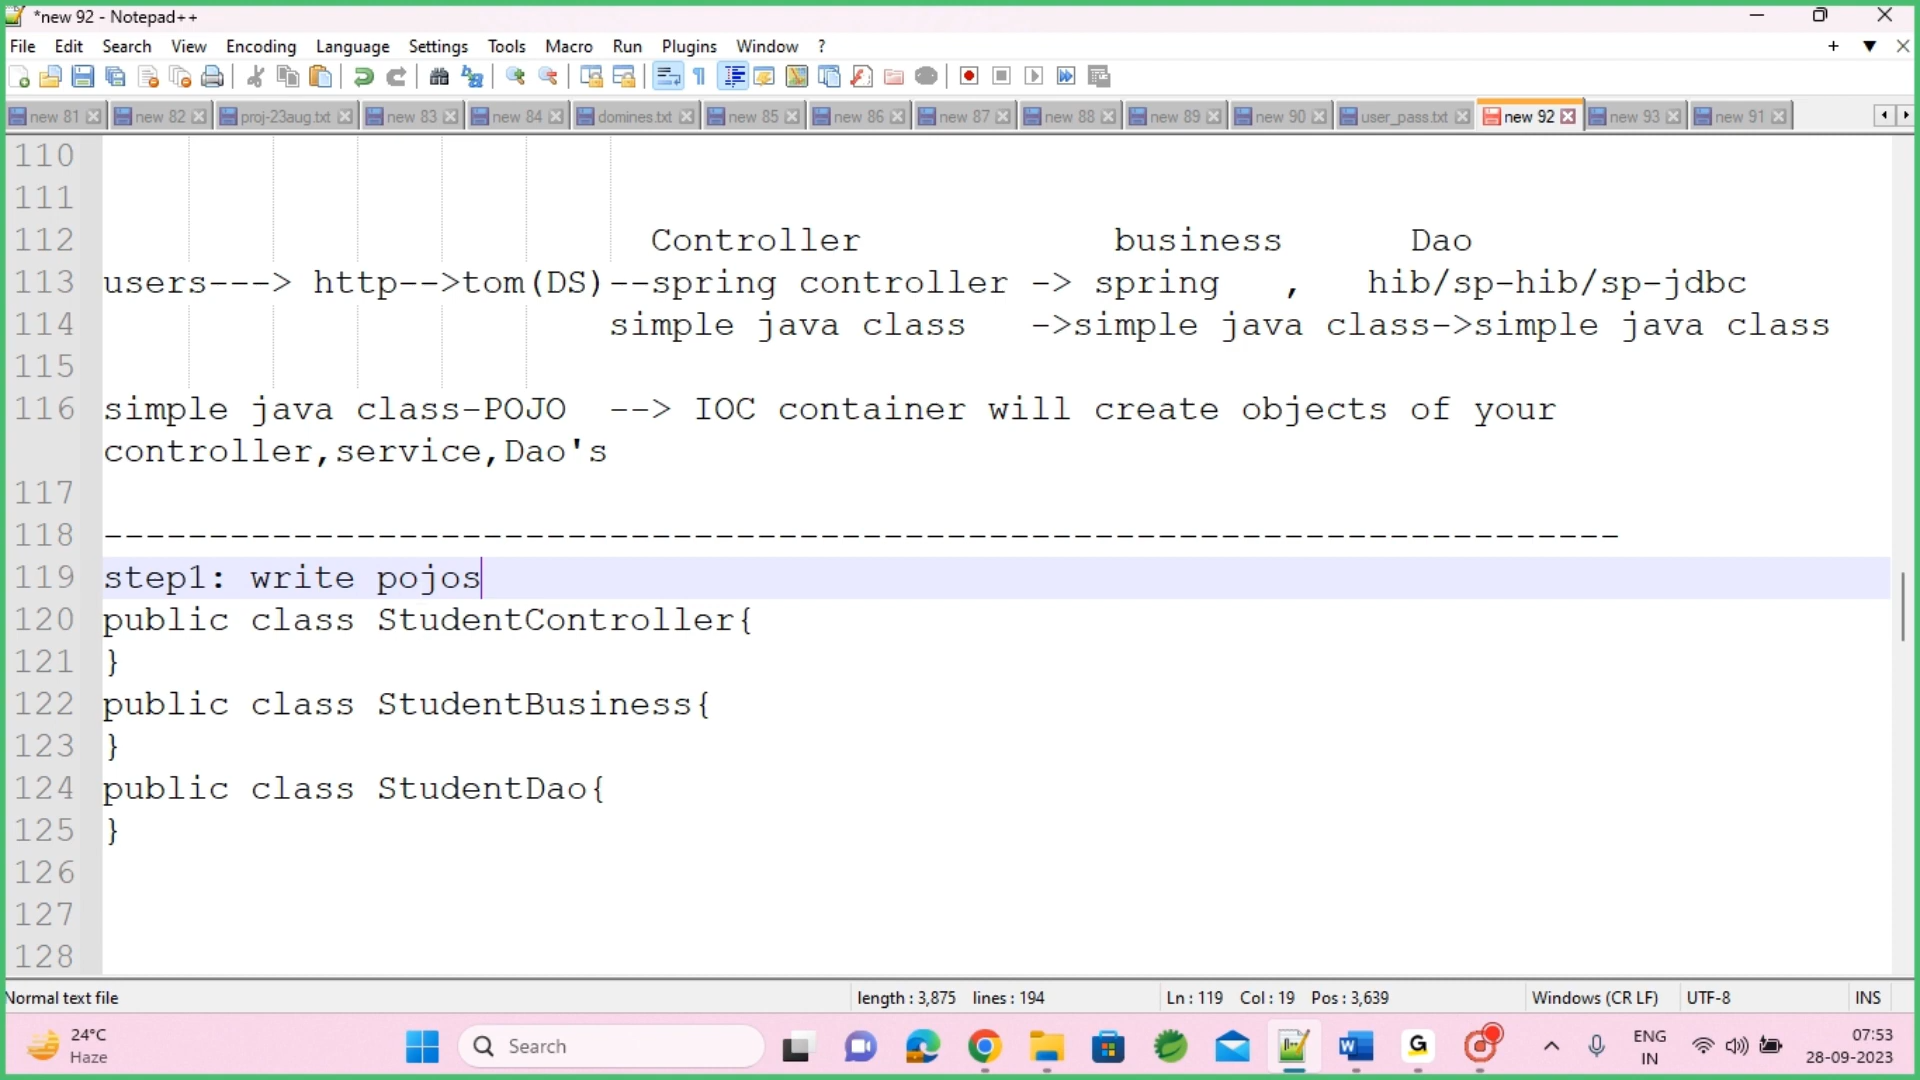 *new 92 - Notepad++
File Edit Search View Encoding Language Settings Tools Macro Run Plugins Window ?
new 81 new 82 proj-23aug.txt new 83 new 84 domines.txt new 85 new 86 new 87 new 88 new 89 new 90 user_pass.txt new 92 new 93 new 91
110
111
112 Controller business Dao
113 users---> http-->tom(DS)--spring controller -> spring , hib/sp-hib/sp-jdbc
114 simple java class ->simple java class->simple java class
115
116 simple java class-POJO --> IOC container will create objects of your
controller,service,Dao's
117
118 ------------------------------------------------------------------------
119 step1: write pojos
120 public class StudentController{
121 }
122 public class StudentBusiness{
123 }
124 public class StudentDao{
125 }
126
127
128
Normal text file length : 3,875 lines : 194 Ln : 119 Col : 19 Pos : 3,639 Windows (CR LF) UTF-8 INS
24°C
Haze
Search
ENG
IN
07:53
28-09-2023